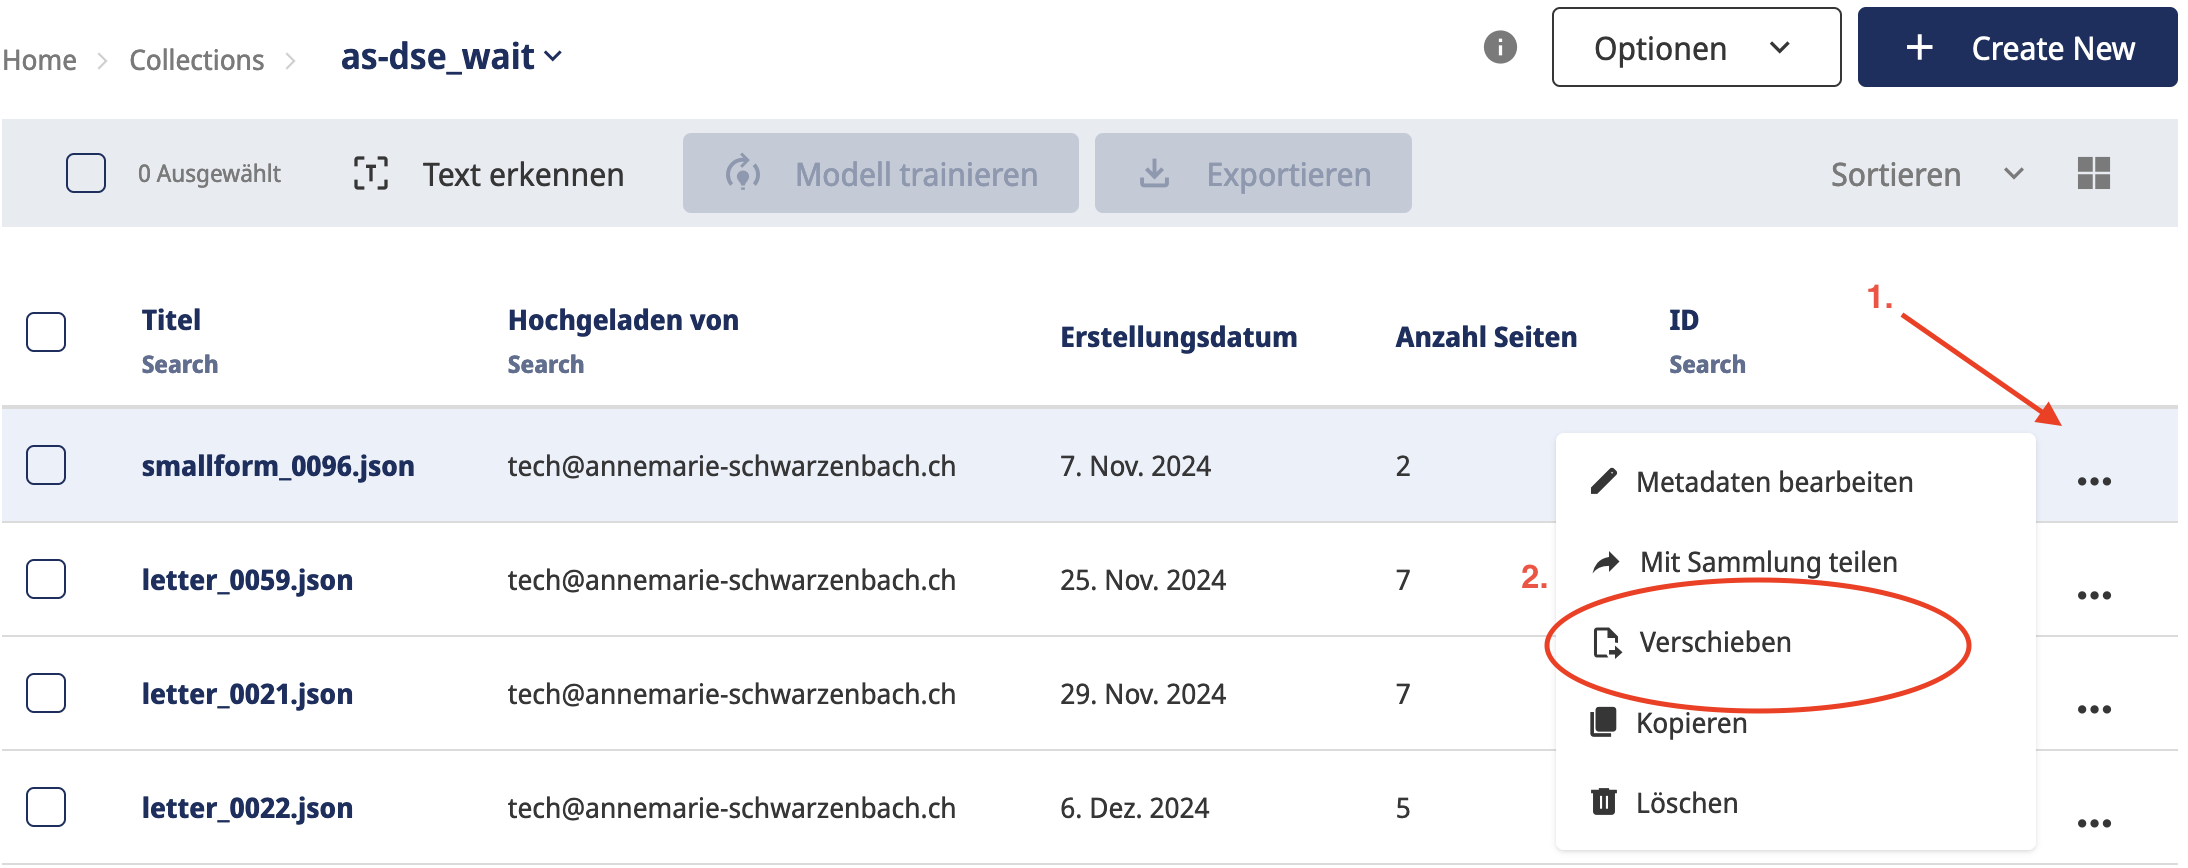 Home > Collections > as-dse_wait
Optionen
+ Create New
0 Ausgewählt
Text erkennen
Modell trainieren
Exportieren
Sortieren
1.
Titel
Hochgeladen von
Erstellungsdatum
Anzahl Seiten
ID
Search
Search
Search
smallform_0096.json tech@annemarie-schwarzenbach.ch 7. Nov. 2024 2
letter_0059.json tech@annemarie-schwarzenbach.ch 25. Nov. 2024 7
letter_0021.json tech@annemarie-schwarzenbach.ch 29. Nov. 2024 7
letter_0022.json tech@annemarie-schwarzenbach.ch 6. Dez. 2024 5
Metadaten bearbeiten
Mit Sammlung teilen
2.
Verschieben
Kopieren
Löschen